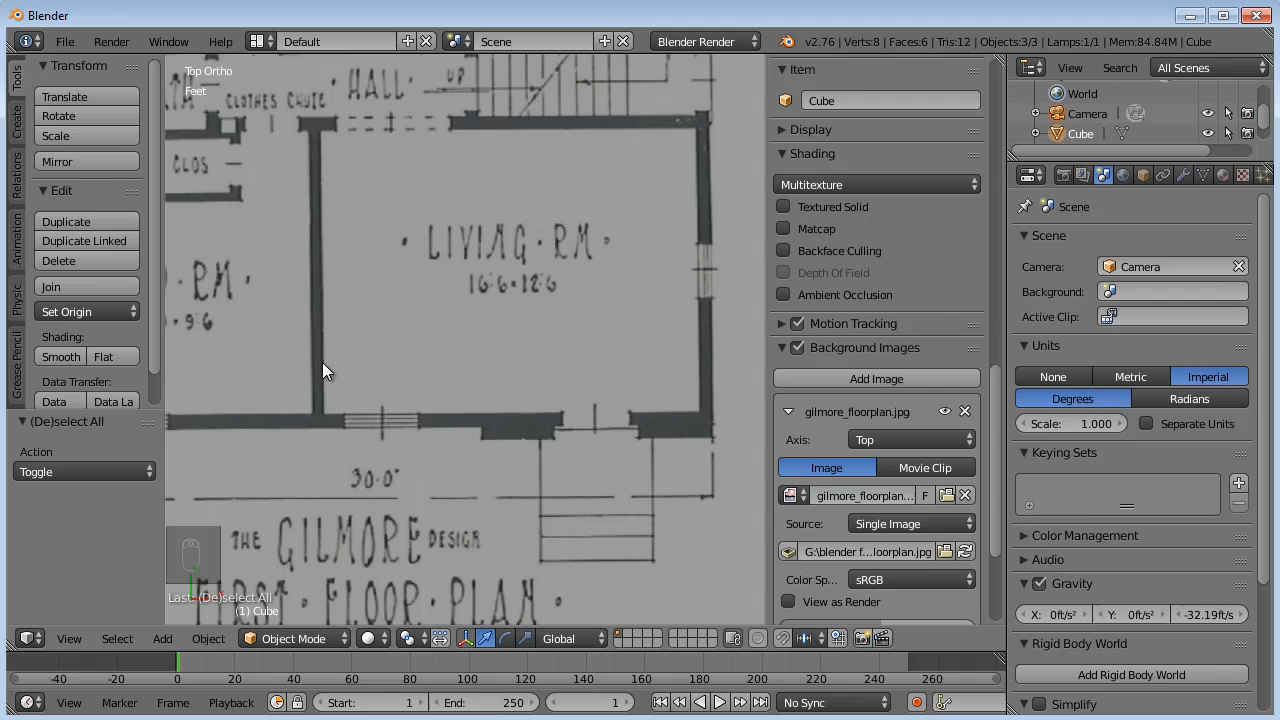 Blender
File Render Window Help Default Scene Blender Render v2.76 | Verts:8 | Faces:6 | Tris:12 | Objects:3/3 | Lamps:1/1 | Mem:84.84M | Cube
Tools
Create
Relations
Animation
Physic
Grease Pencil
Transform
Translate
Rotate
Scale
Mirror
Edit
Duplicate
Duplicate Linked
Delete
Join
Set Origin
Shading:
Smooth Flat
Data Transfer:
Data Data La
(De)select All
Action
Toggle
Top Ortho
Feet
CLOTHES CHUTE HALL UP
CLOS
LIVING · RM
16:6 · 12:6
· RM ·
· 9:6
30·0"
THE GILMORE DESIGN
FIRST · FLOOR · PLAN ·
Last: (De)select All
(1) Cube
View Select Add Object Object Mode Global
Item
Cube
Display
Shading
Multitexture
Textured Solid
Matcap
Backface Culling
Depth Of Field
Ambient Occlusion
Motion Tracking
Background Images
Add Image
gilmore_floorplan.jpg
Axis: Top
Image Movie Clip
gilmore_floorplan... F
Source: Single Image
G:\blender f...loorplan.jpg
Color Sp... sRGB
View as Render
View Search All Scenes
World
Camera
Cube
Scene
Scene
Camera: Camera
Background:
Active Clip:
Units
None Metric Imperial
Degrees Radians
Scale: 1.000 Separate Units
Keying Sets
Color Management
Audio
Gravity
X: 0ft/s² Y: 0ft/s² -32.19ft/s
Rigid Body World
Add Rigid Body World
Simplify
-40 -20 0 20 40 60 80 100 120 140 160 180 200 220 240 260
View Marker Frame Playback Start: 1 End: 250 1 No Sync